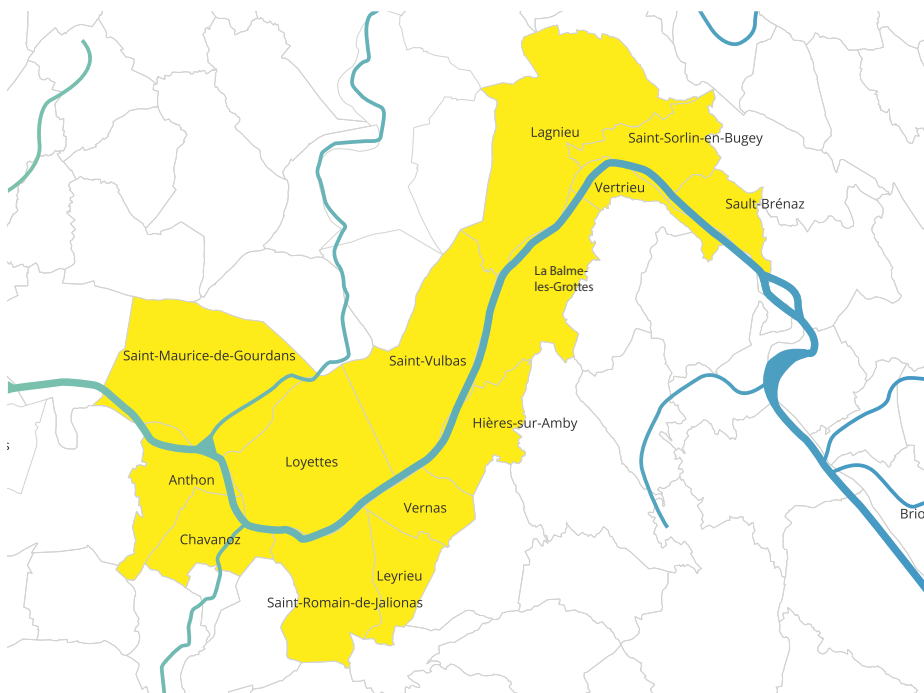 Lagnieu
Saint-Sorlin-en-Bugey
Vertrieu
Sault-Brénaz
La Balme-
les-Grottes
Saint-Maurice-de-Gourdans
Saint-Vulbas
Hières-sur-Amby
Loyettes
Anthon
Vernas
Brio
Chavanoz
Leyrieu
Saint-Romain-de-Jalionas